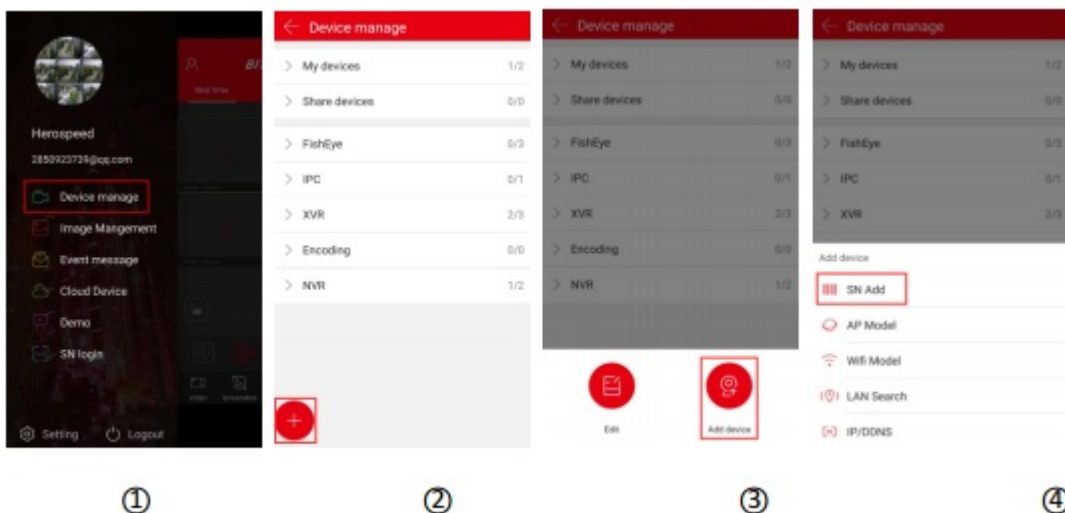 Herospeed
2850923739@qq.com
Device manage
Image Mangement
Event message
Cloud Device
Demo
SN login
Setting
Logout
Real time
Video
①
Device manage
My devices 1/2
Share devices 0/0
FishEye 0/3
IPC 0/1
XVR 2/3
Encoding 0/0
NVR 1/2
②
Device manage
My devices 1/2
Share devices 0/0
FishEye 0/3
IPC 0/1
XVR 2/3
Encoding 0/0
NVR 1/2
Edit
Add device
③
Device manage
My devices 1/2
Share devices 0/0
FishEye 0/3
IPC 0/1
XVR 2/3
Add device
SN Add
AP Model
Wifi Model
LAN Search
IP/DDNS
④